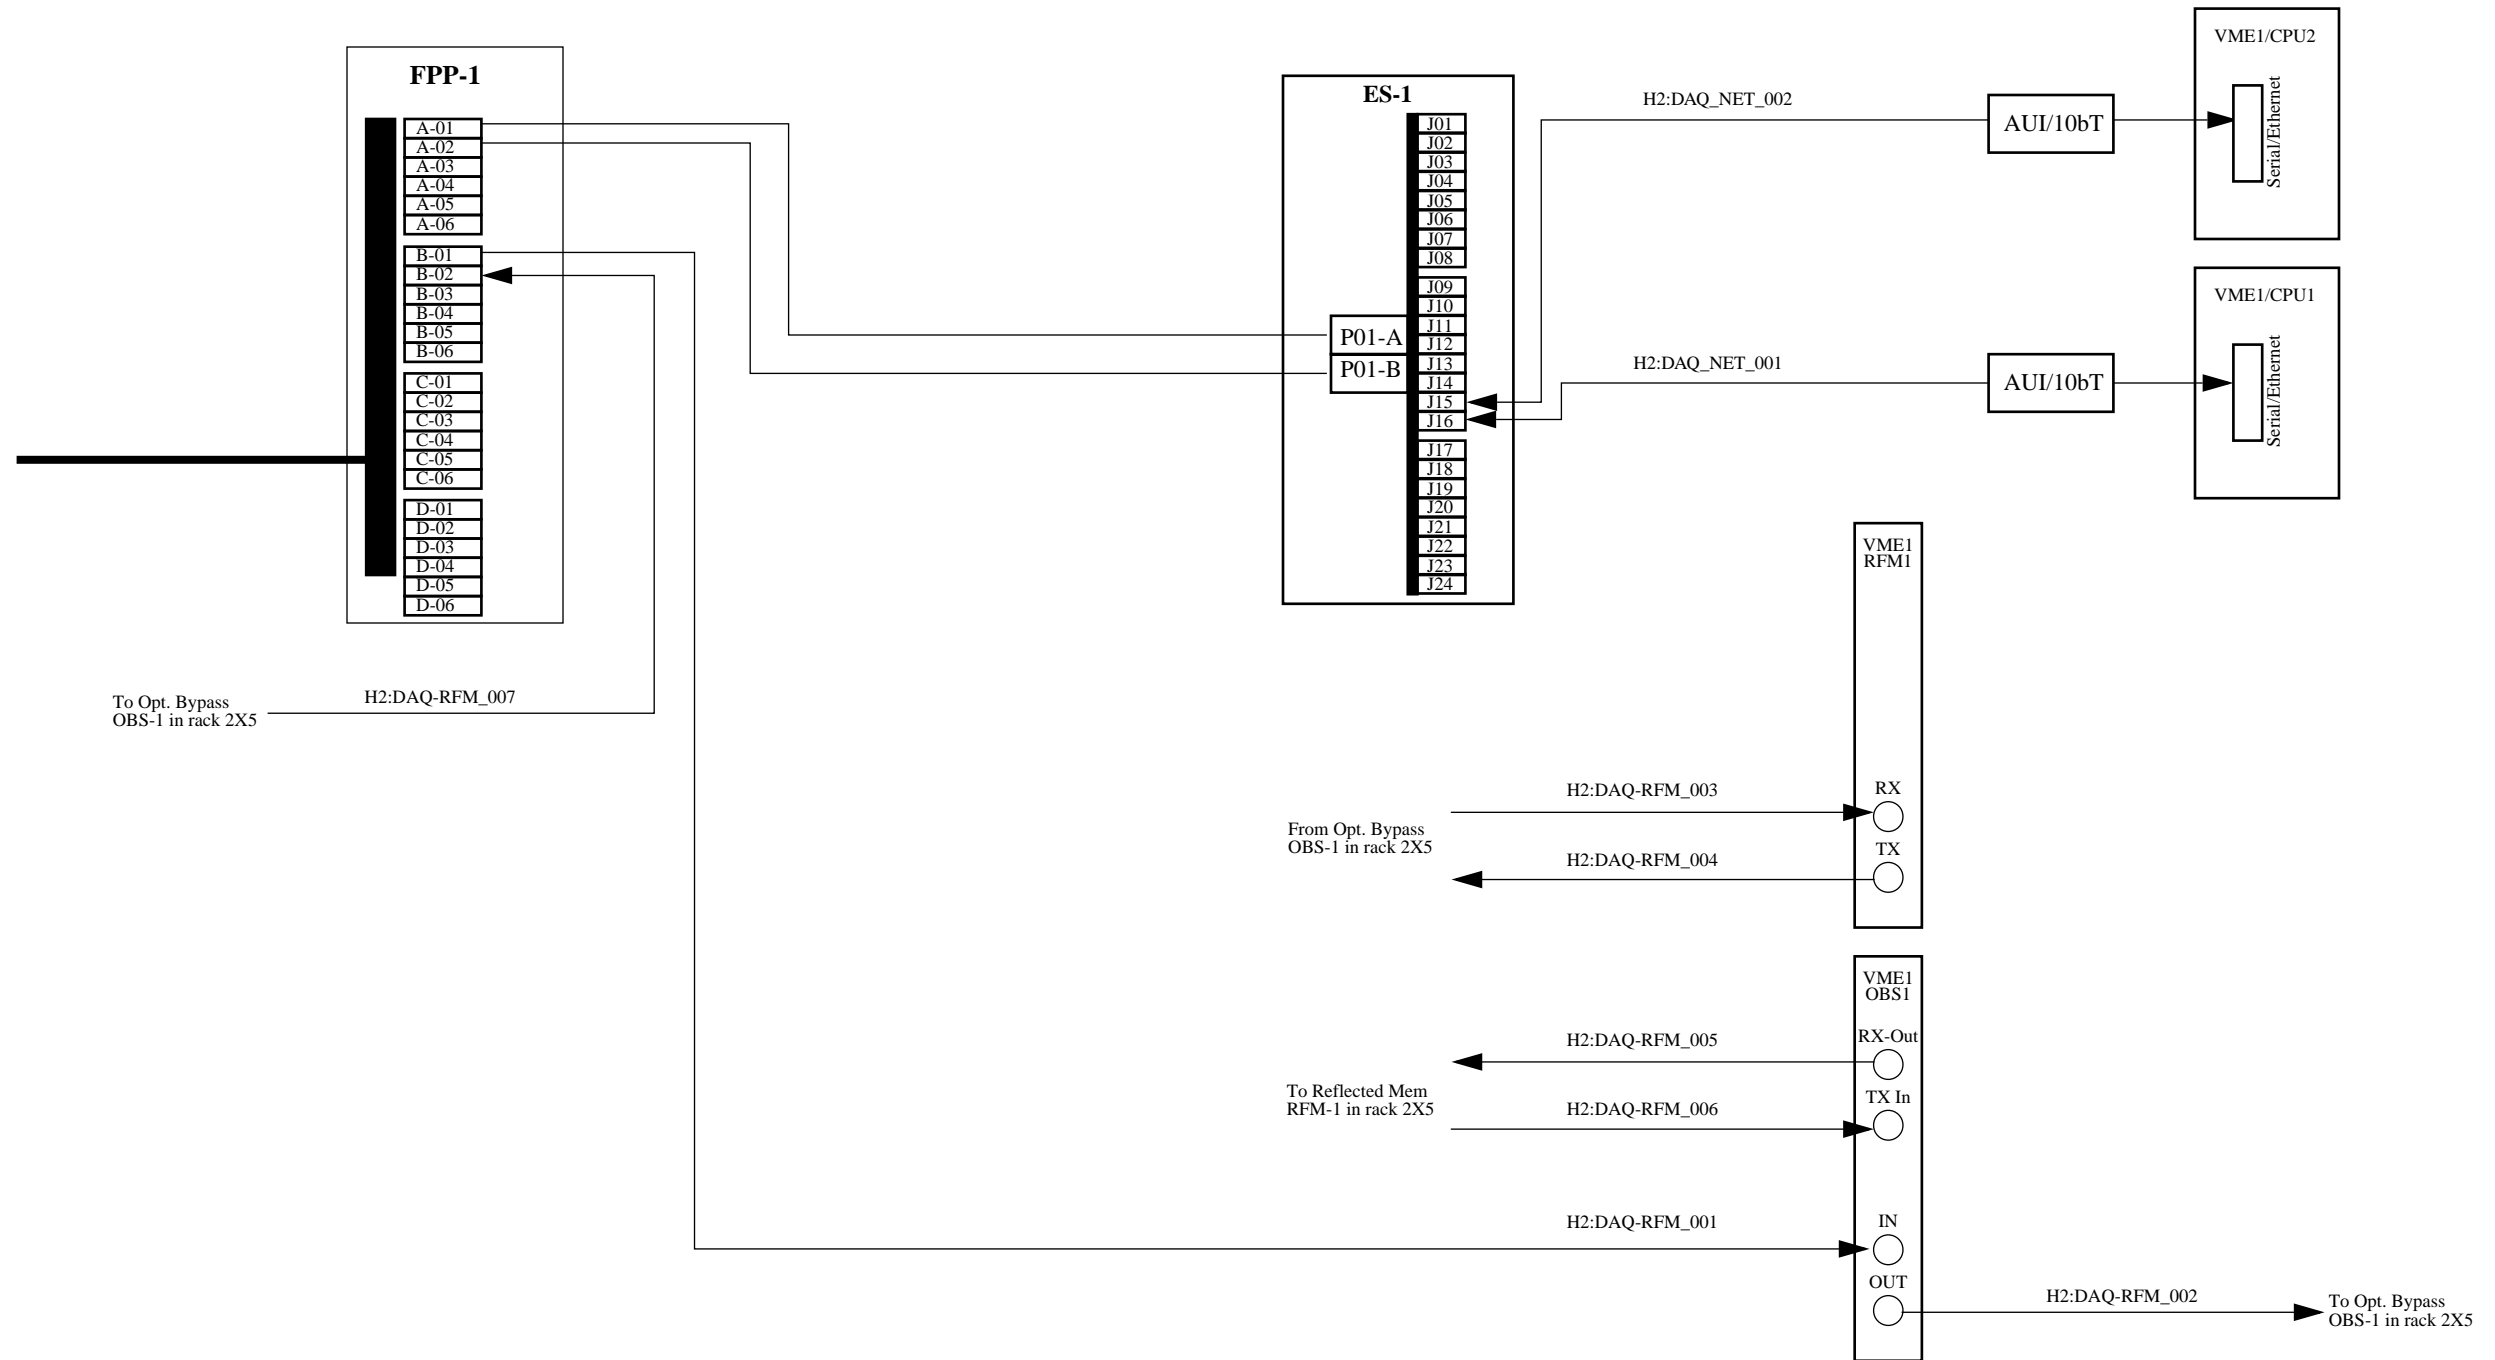 FPP-1
A-01
A-02
A-03
A-04
A-05
A-06
B-01
B-02
B-03
B-04
B-05
B-06
C-01
C-02
C-03
C-04
C-05
C-06
D-01
D-02
D-03
D-04
D-05
D-06
To Opt. Bypass
OBS-1 in rack 2X5
H2:DAQ-RFM_007
ES-1
J01
J02
J03
J04
J05
J06
J07
J08
J09
J10
J11
J12
J13
J14
J15
J16
J17
J18
J19
J20
J21
J22
J23
J24
P01-A
P01-B
H2:DAQ_NET_002
AUI/10bT
VME1/CPU2
Serial/Ethernet
H2:DAQ_NET_001
AUI/10bT
VME1/CPU1
Serial/Ethernet
VME1
RFM1
RX
TX
H2:DAQ-RFM_003
From Opt. Bypass
OBS-1 in rack 2X5
H2:DAQ-RFM_004
VME1
OBS1
RX-Out
TX In
IN
OUT
H2:DAQ-RFM_005
To Reflected Mem
RFM-1 in rack 2X5
H2:DAQ-RFM_006
H2:DAQ-RFM_001
H2:DAQ-RFM_002
To Opt. Bypass
OBS-1 in rack 2X5